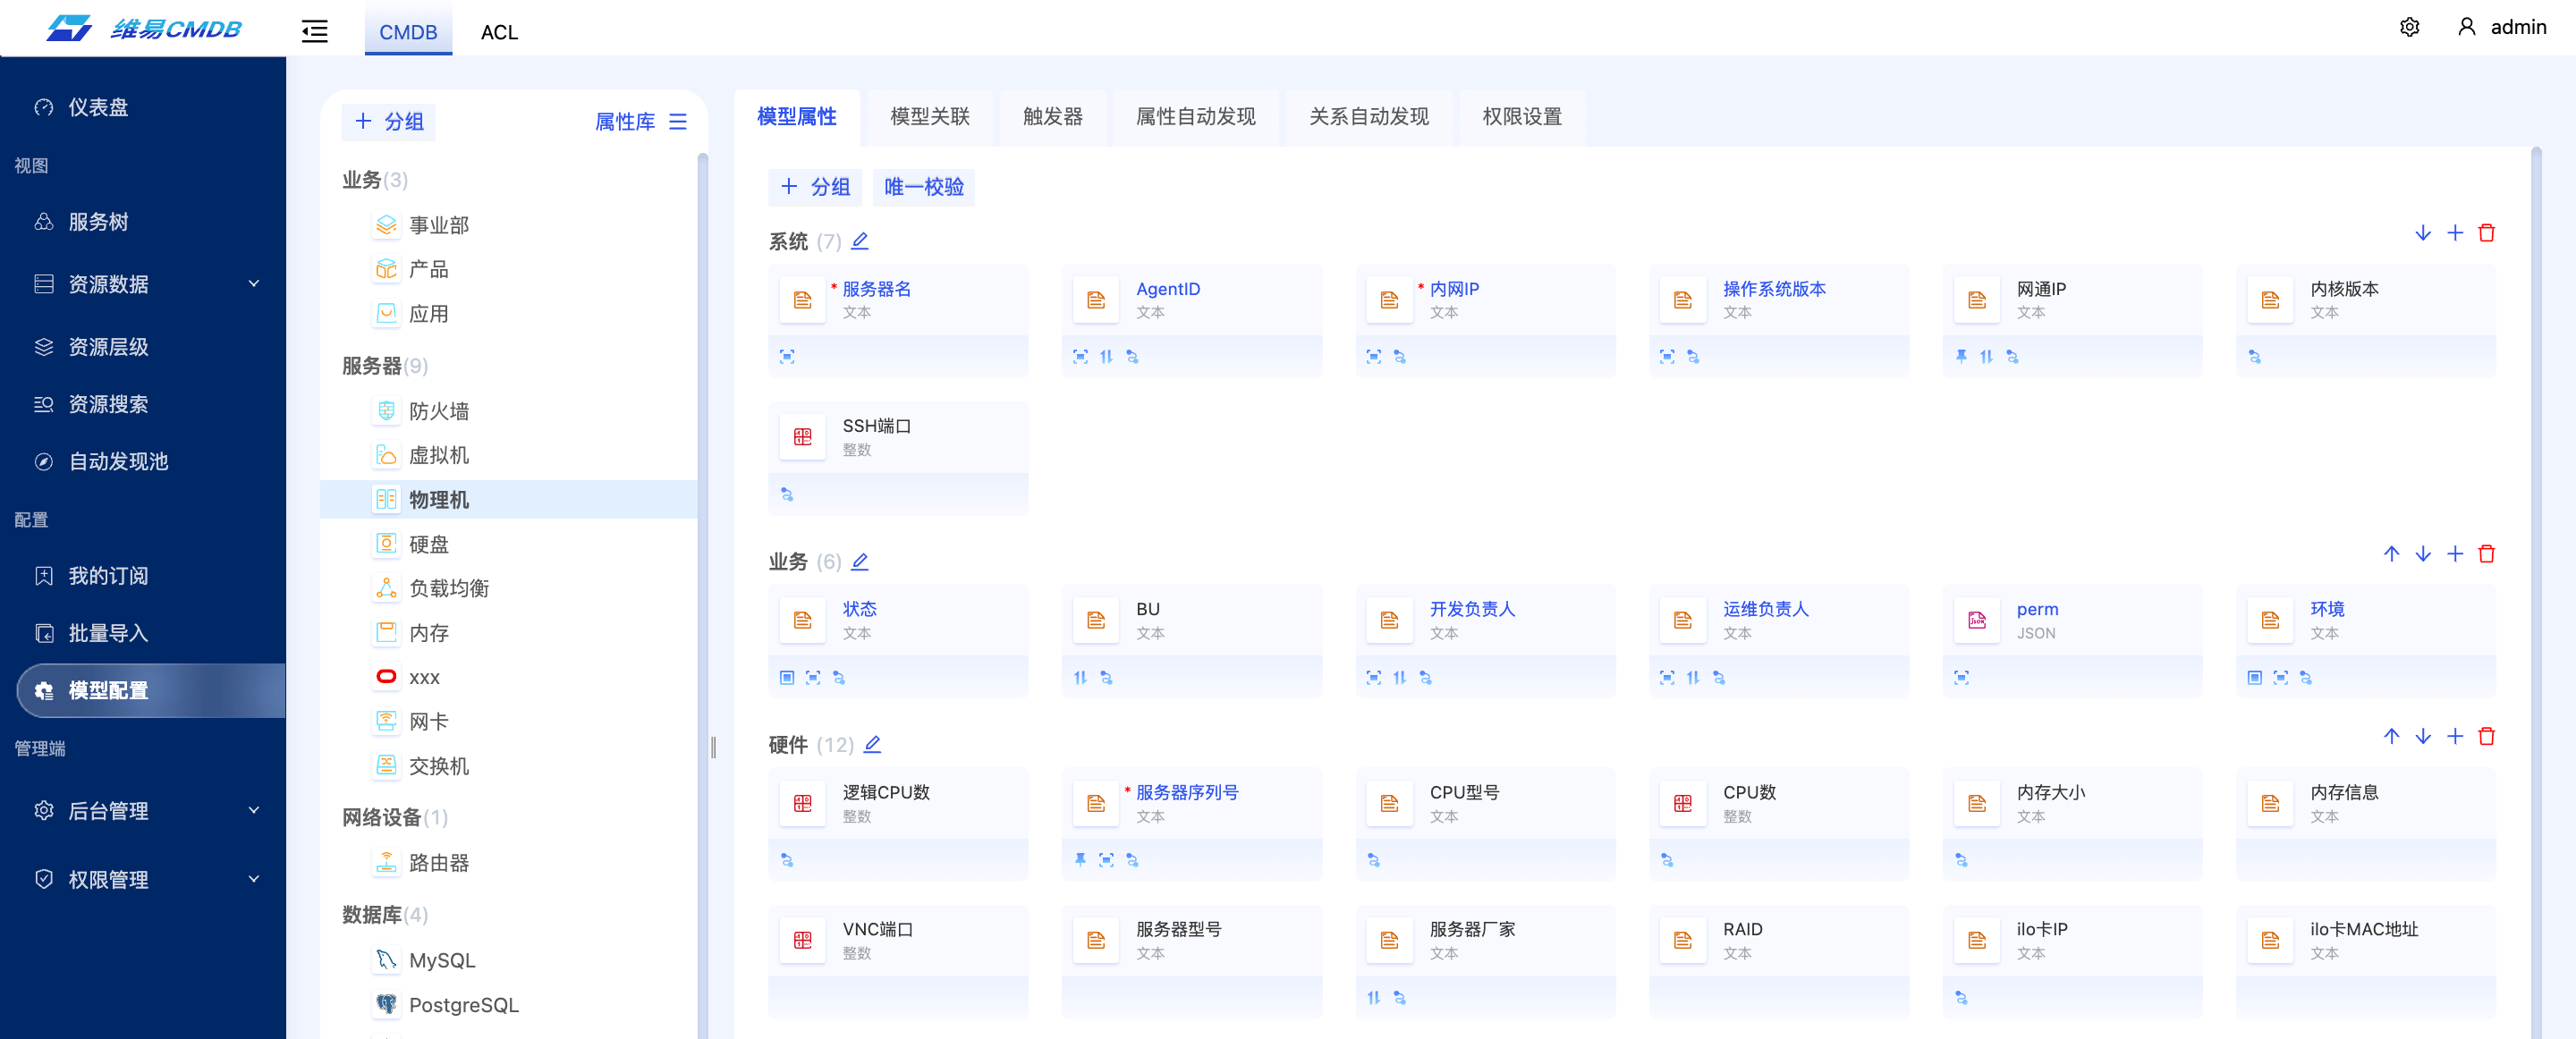 维易CMDB
CMDB
ACL
admin
仪表盘
视图
服务树
资源数据
资源层级
资源搜索
自动发现池
配置
我的订阅
批量导入
模型配置
管理端
后台管理
权限管理
分组
属性库
业务(3)
事业部
产品
应用
服务器(9)
防火墙
虚拟机
物理机
硬盘
负载均衡
内存
xxx
网卡
交换机
网络设备(1)
路由器
数据库(4)
MySQL
PostgreSQL
模型属性
模型关联
触发器
属性自动发现
关系自动发现
权限设置
分组
唯一校验
系统 (7)
* 服务器名
文本
AgentID
文本
* 内网IP
文本
操作系统版本
文本
网通IP
文本
内核版本
文本
SSH端口
整数
业务 (6)
状态
文本
BU
文本
开发负责人
文本
运维负责人
文本
perm
JSON
环境
文本
硬件 (12)
逻辑CPU数
整数
* 服务器序列号
文本
CPU型号
文本
CPU数
整数
内存大小
文本
内存信息
文本
VNC端口
整数
服务器型号
文本
服务器厂家
文本
RAID
文本
ilo卡IP
文本
ilo卡MAC地址
文本